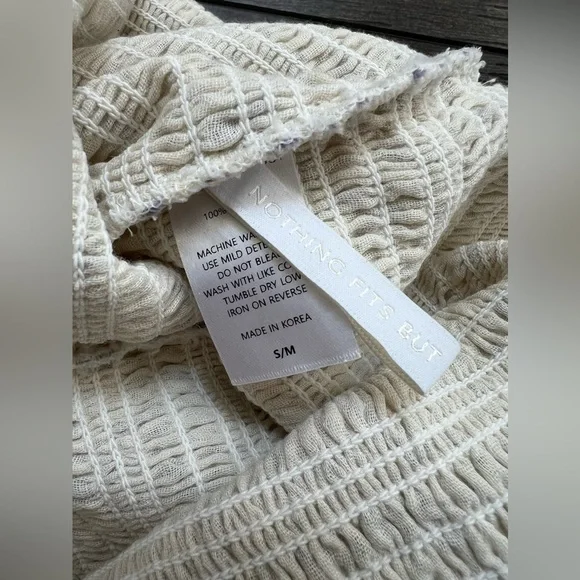 100%
MACHINE WA
USE MILD DETE
DO NOT BLEAC
WASH WITH LIKE CO
TUMBLE DRY LOW
IRON ON REVERSE
MADE IN KOREA
S/M
NOTHING FITS BUT